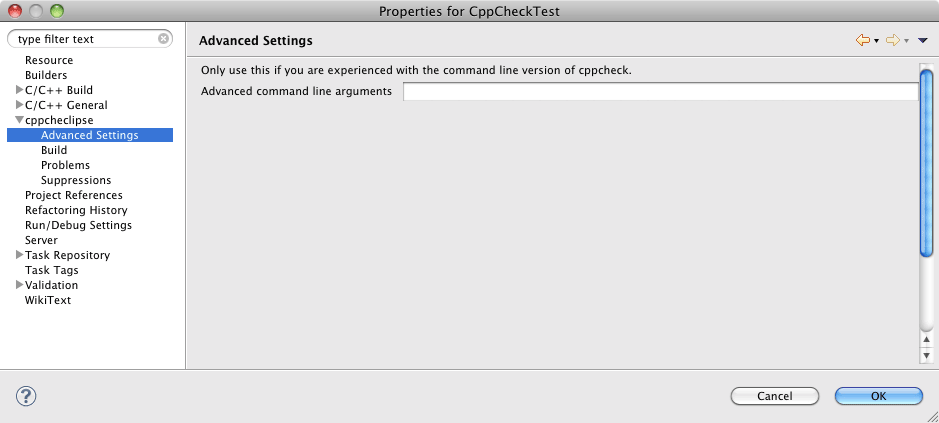 Properties for CppCheckTest
type filter text
Resource
Builders
C/C++ Build
C/C++ General
cppcheclipse
Advanced Settings
Build
Problems
Suppressions
Project References
Refactoring History
Run/Debug Settings
Server
Task Repository
Task Tags
Validation
WikiText
Advanced Settings
Only use this if you are experienced with the command line version of cppcheck.
Advanced command line arguments
?
Cancel
OK